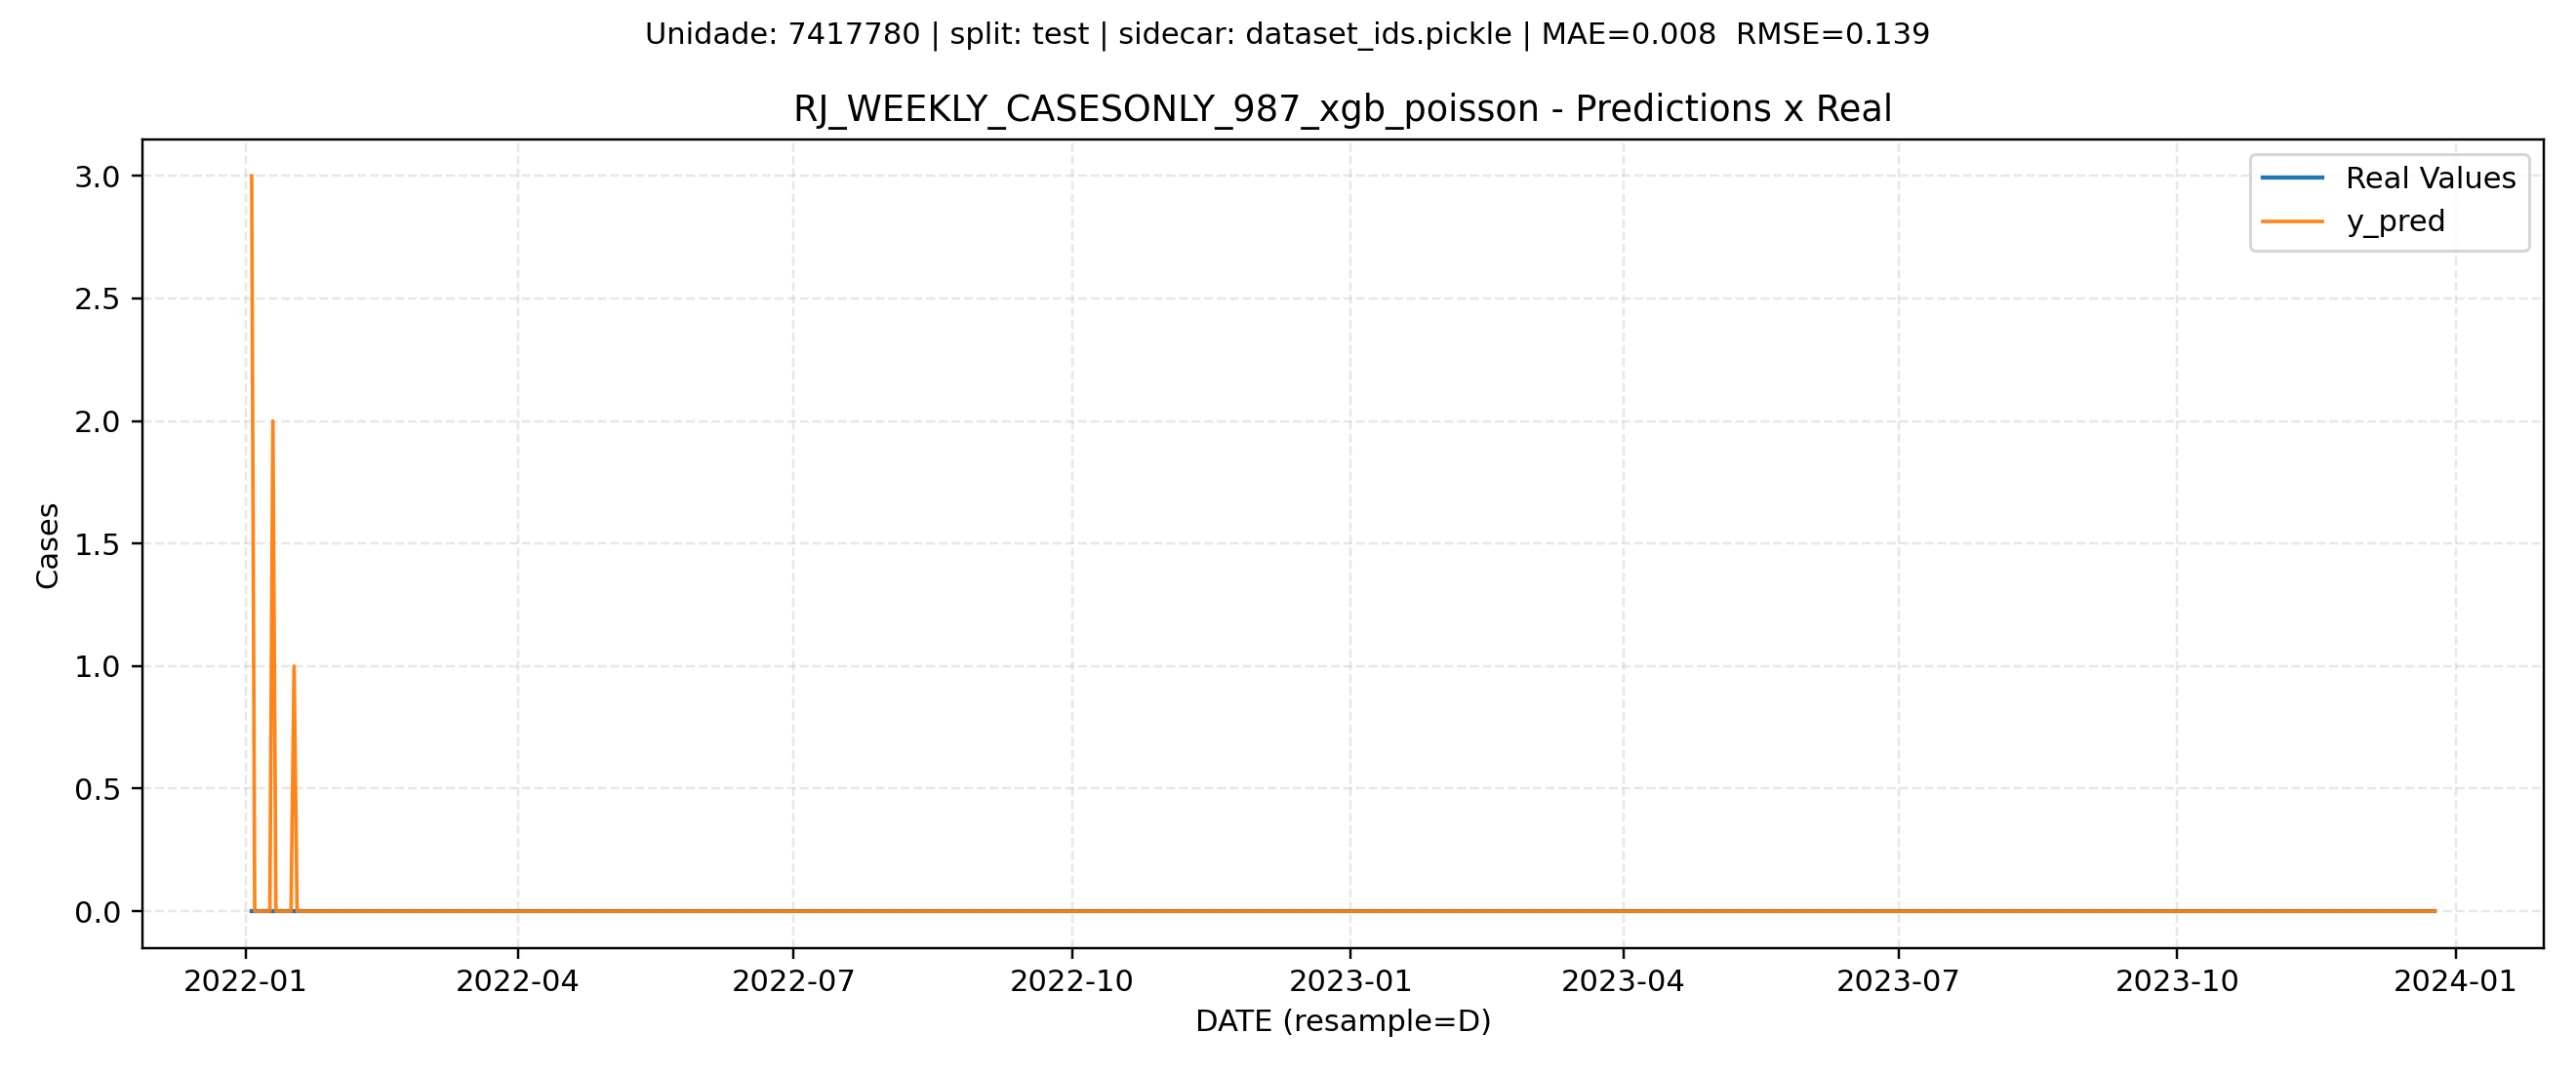 Unidade: 7417780 | split: test | sidecar: dataset_ids.pickle | MAE=0.008  RMSE=0.139
RJ_WEEKLY_CASESONLY_987_xgb_poisson - Predictions x Real
Real Values
y_pred
Cases
3.0
2.5
2.0
1.5
1.0
0.5
0.0
2022-01
2022-04
2022-07
2022-10
2023-01
2023-04
2023-07
2023-10
2024-01
DATE (resample=D)